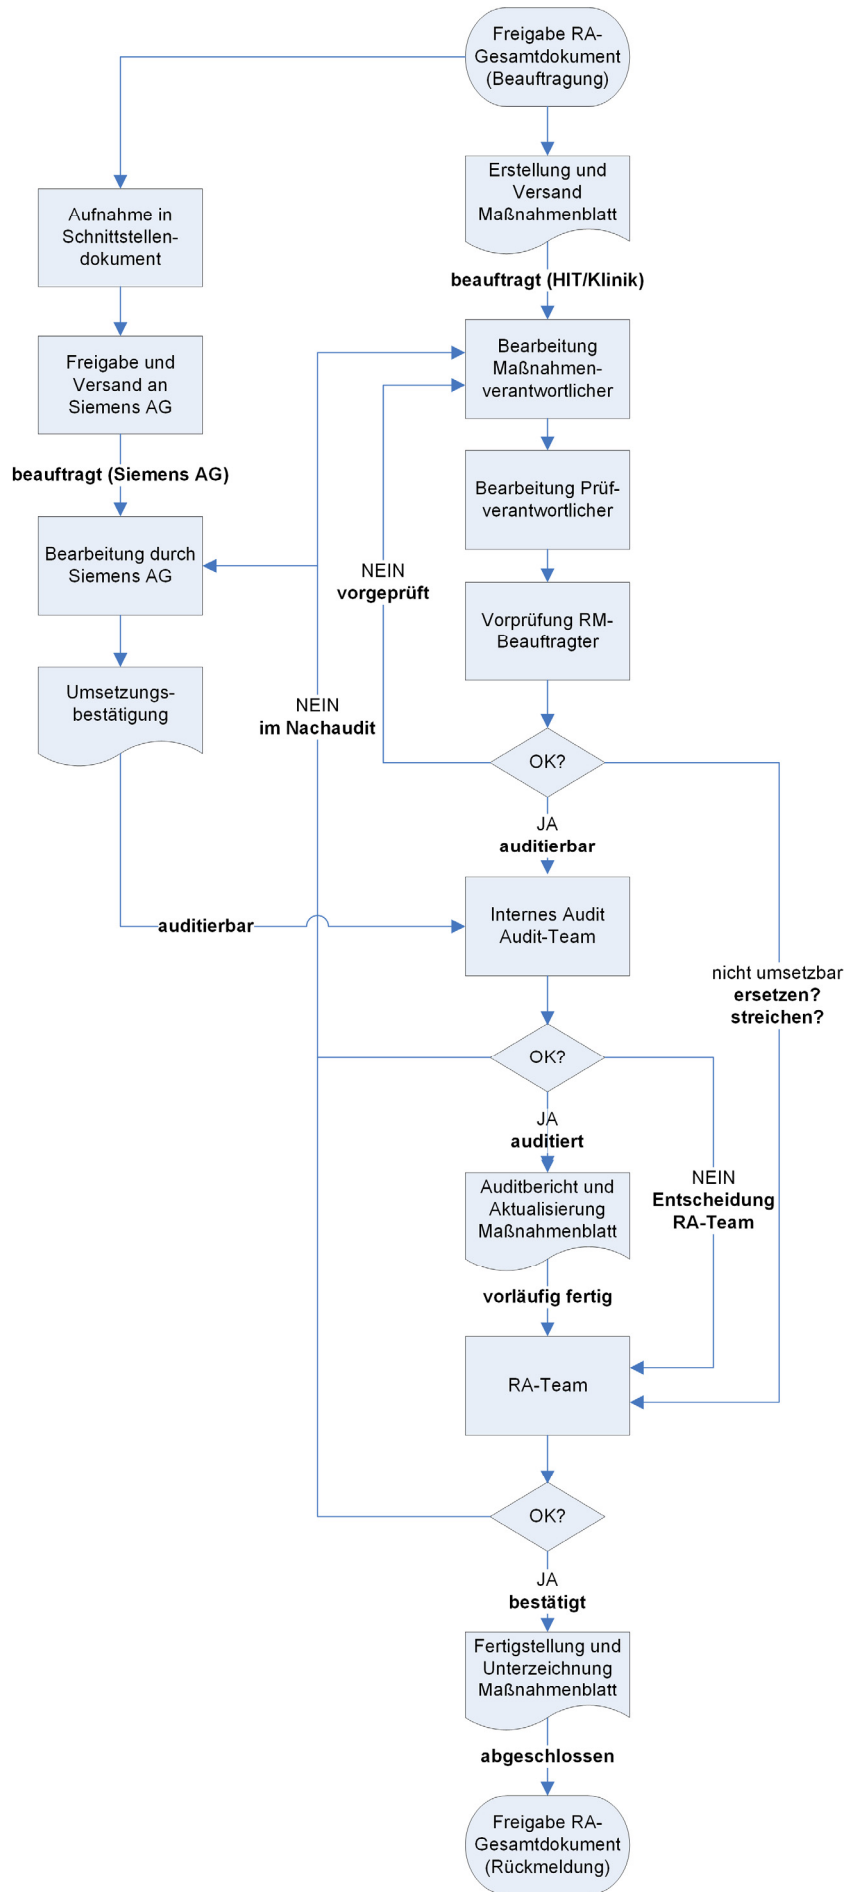 Freigabe RA-
Gesamtdokument
(Beauftragung)
Erstellung und
Versand
Maßnahmenblatt
Aufnahme in
Schnittstellen-
dokument
beauftragt (HIT/Klinik)
Freigabe und
Versand an
Siemens AG
Bearbeitung
Maßnahmen-
verantwortlicher
beauftragt (Siemens AG)
Bearbeitung Prüf-
verantwortlicher
Bearbeitung durch
Siemens AG
NEIN
vorgeprüft
Vorprüfung RM-
Beauftragter
Umsetzungs-
bestätigung
NEIN
im Nachaudit
OK?
JA
auditierbar
auditierbar
Internes Audit
Audit-Team
nicht umsetzbar
ersetzen?
streichen?
OK?
JA
auditiert
NEIN
Entscheidung
RA-Team
Auditbericht und
Aktualisierung
Maßnahmenblatt
vorläufig fertig
RA-Team
OK?
JA
bestätigt
Fertigstellung und
Unterzeichnung
Maßnahmenblatt
abgeschlossen
Freigabe RA-
Gesamtdokument
(Rückmeldung)